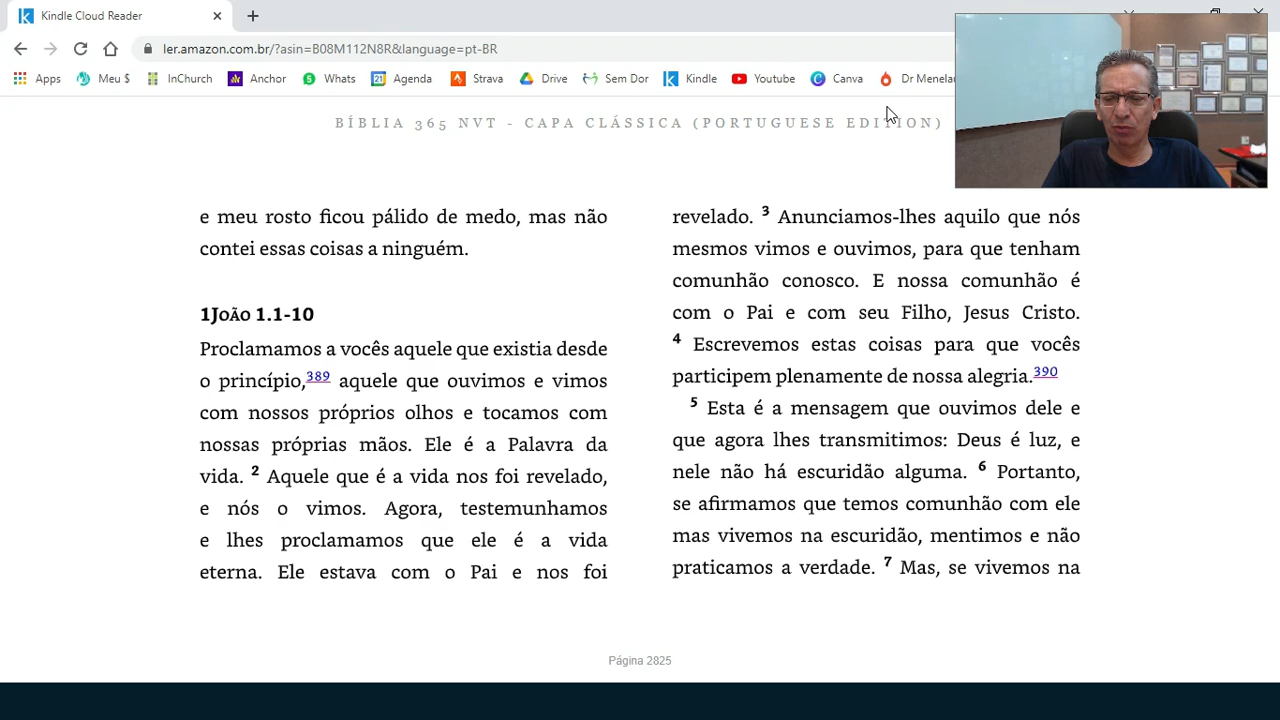 Kindle Cloud Reader
ler.amazon.com.br/?asin=B08M112N8R&language=pt-BR
Apps Meu $ InChurch Anchor Whats Agenda Strava Drive Sem Dor Kindle Youtube Canva Dr Menela
BÍBLIA 365 NVT - CAPA CLÁSSICA (PORTUGUESE EDITION)
e meu rosto ficou pálido de medo, mas não
contei essas coisas a ninguém.
1João 1.1-10
Proclamamos a vocês aquele que existia desde
o princípio,389 aquele que ouvimos e vimos
com nossos próprios olhos e tocamos com
nossas próprias mãos. Ele é a Palavra da
vida. 2 Aquele que é a vida nos foi revelado,
e nós o vimos. Agora, testemunhamos
e lhes proclamamos que ele é a vida
eterna. Ele estava com o Pai e nos foi
revelado. 3 Anunciamos-lhes aquilo que nós
mesmos vimos e ouvimos, para que tenham
comunhão conosco. E nossa comunhão é
com o Pai e com seu Filho, Jesus Cristo.
4 Escrevemos estas coisas para que vocês
participem plenamente de nossa alegria.390
5 Esta é a mensagem que ouvimos dele e
que agora lhes transmitimos: Deus é luz, e
nele não há escuridão alguma. 6 Portanto,
se afirmamos que temos comunhão com ele
mas vivemos na escuridão, mentimos e não
praticamos a verdade. 7 Mas, se vivemos na
Página 2825